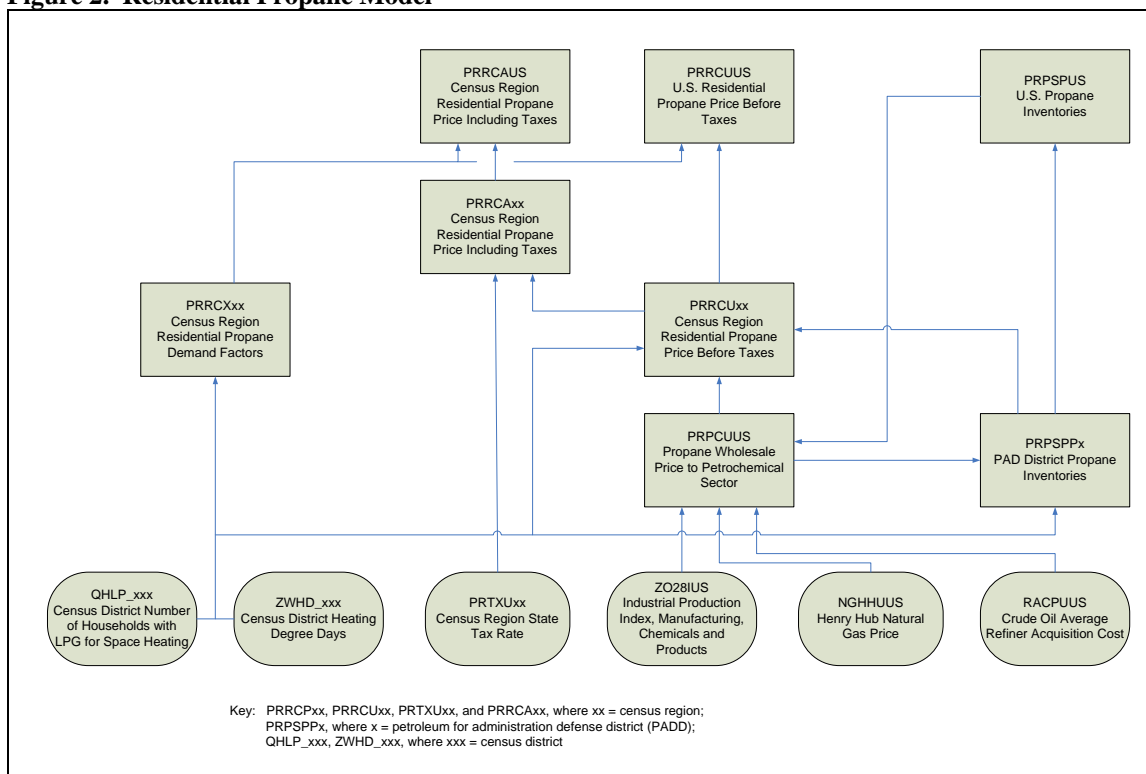 Figure 2. Residential Propane Model
PRRCAUS
Census Region
Residential Propane
Price Including Taxes
PRRCUUS
U.S. Residential
Propane Price Before
Taxes
PRPSPUS
U.S. Propane
Inventories
PRRCAxx
Census Region
Residential Propane
Price Including Taxes
PRRCXxx
Census Region
Residential Propane
Demand Factors
PRRCUxx
Census Region
Residential Propane
Price Before Taxes
PRPCUUS
Propane Wholesale
Price to Petrochemical
Sector
PRPSPPx
PAD District Propane
Inventories
QHLP_xxx
Census District Number
of Households with
LPG for Space Heating
ZWHD_xxx
Census District Heating
Degree Days
PRTXUxx
Census Region State
Tax Rate
ZO28IUS
Industrial Production
Index, Manufacturing,
Chemicals and
Products
NGHHUUS
Henry Hub Natural
Gas Price
RACPUUS
Crude Oil Average
Refiner Acquisition Cost
Key: PRRCPxx, PRRCUxx, PRTXUxx, and PRRCAxx, where xx = census region;
PRPSPPx, where x = petroleum for administration defense district (PADD);
QHLP_xxx, ZWHD_xxx, where xxx = census district